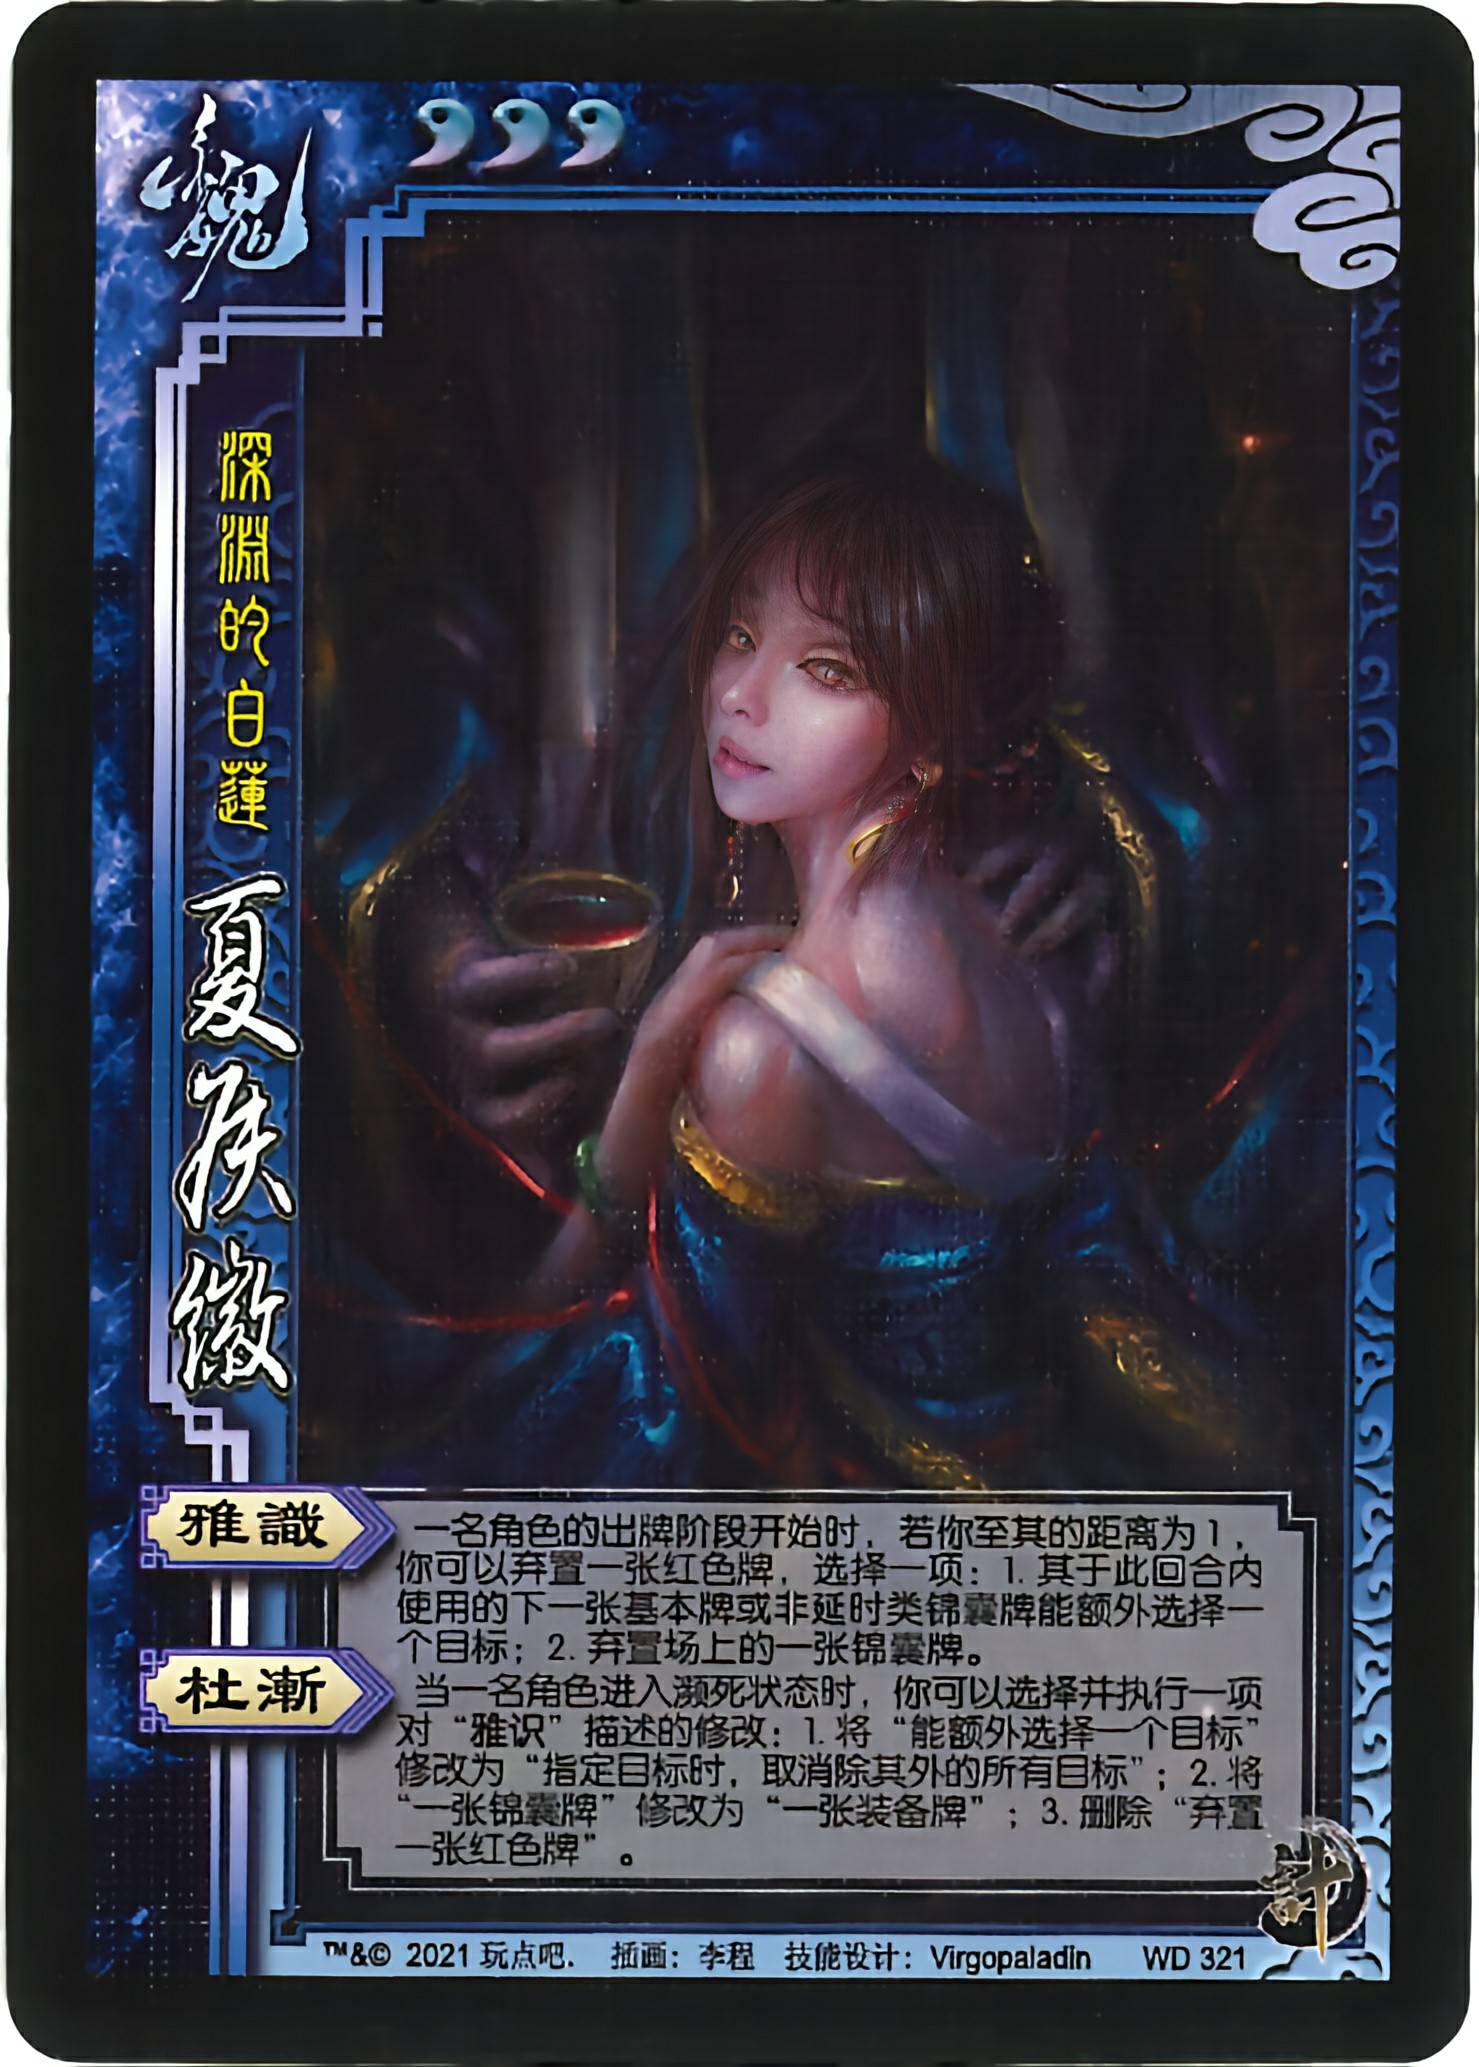 魏
深淵的白蓮
夏侯徽
雅識
一名角色的出牌阶段开始时，若你至其的距离为1，
你可以弃置一张红色牌，选择一项：1. 其于此回合内
使用的下一张基本牌或非延时类锦囊牌能额外选择一
个目标；2. 弃置场上的一张锦囊牌。
杜漸
当一名角色进入濒死状态时，你可以选择并执行一项
对“雅识”描述的修改：1. 将“能额外选择一个目标”
修改为“指定目标时，取消除其外的所有目标”；2. 将
“一张锦囊牌”修改为“一张装备牌”；3. 删除“弃置
一张红色牌”。
計
™&© 2021 玩点吧. 插画：李程 技能设计：Virgopaladin WD 321